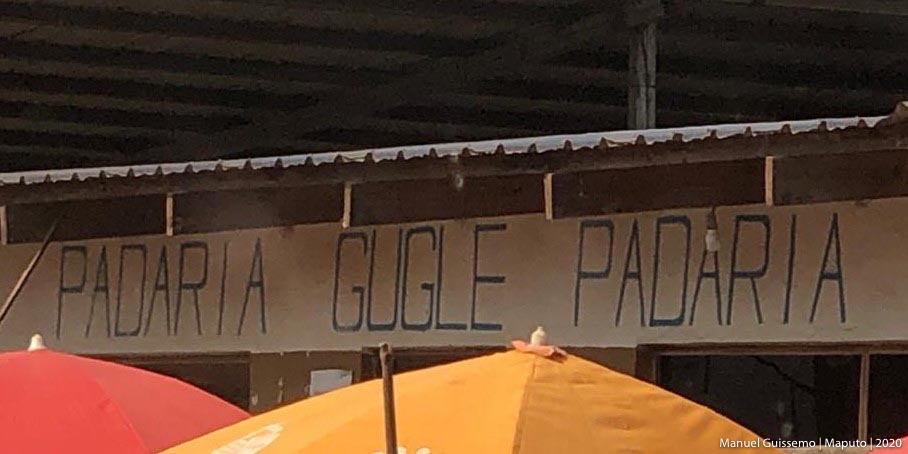 PADARIA GUGLE PADARIA
Manuel Guissemo | Maputo | 2020